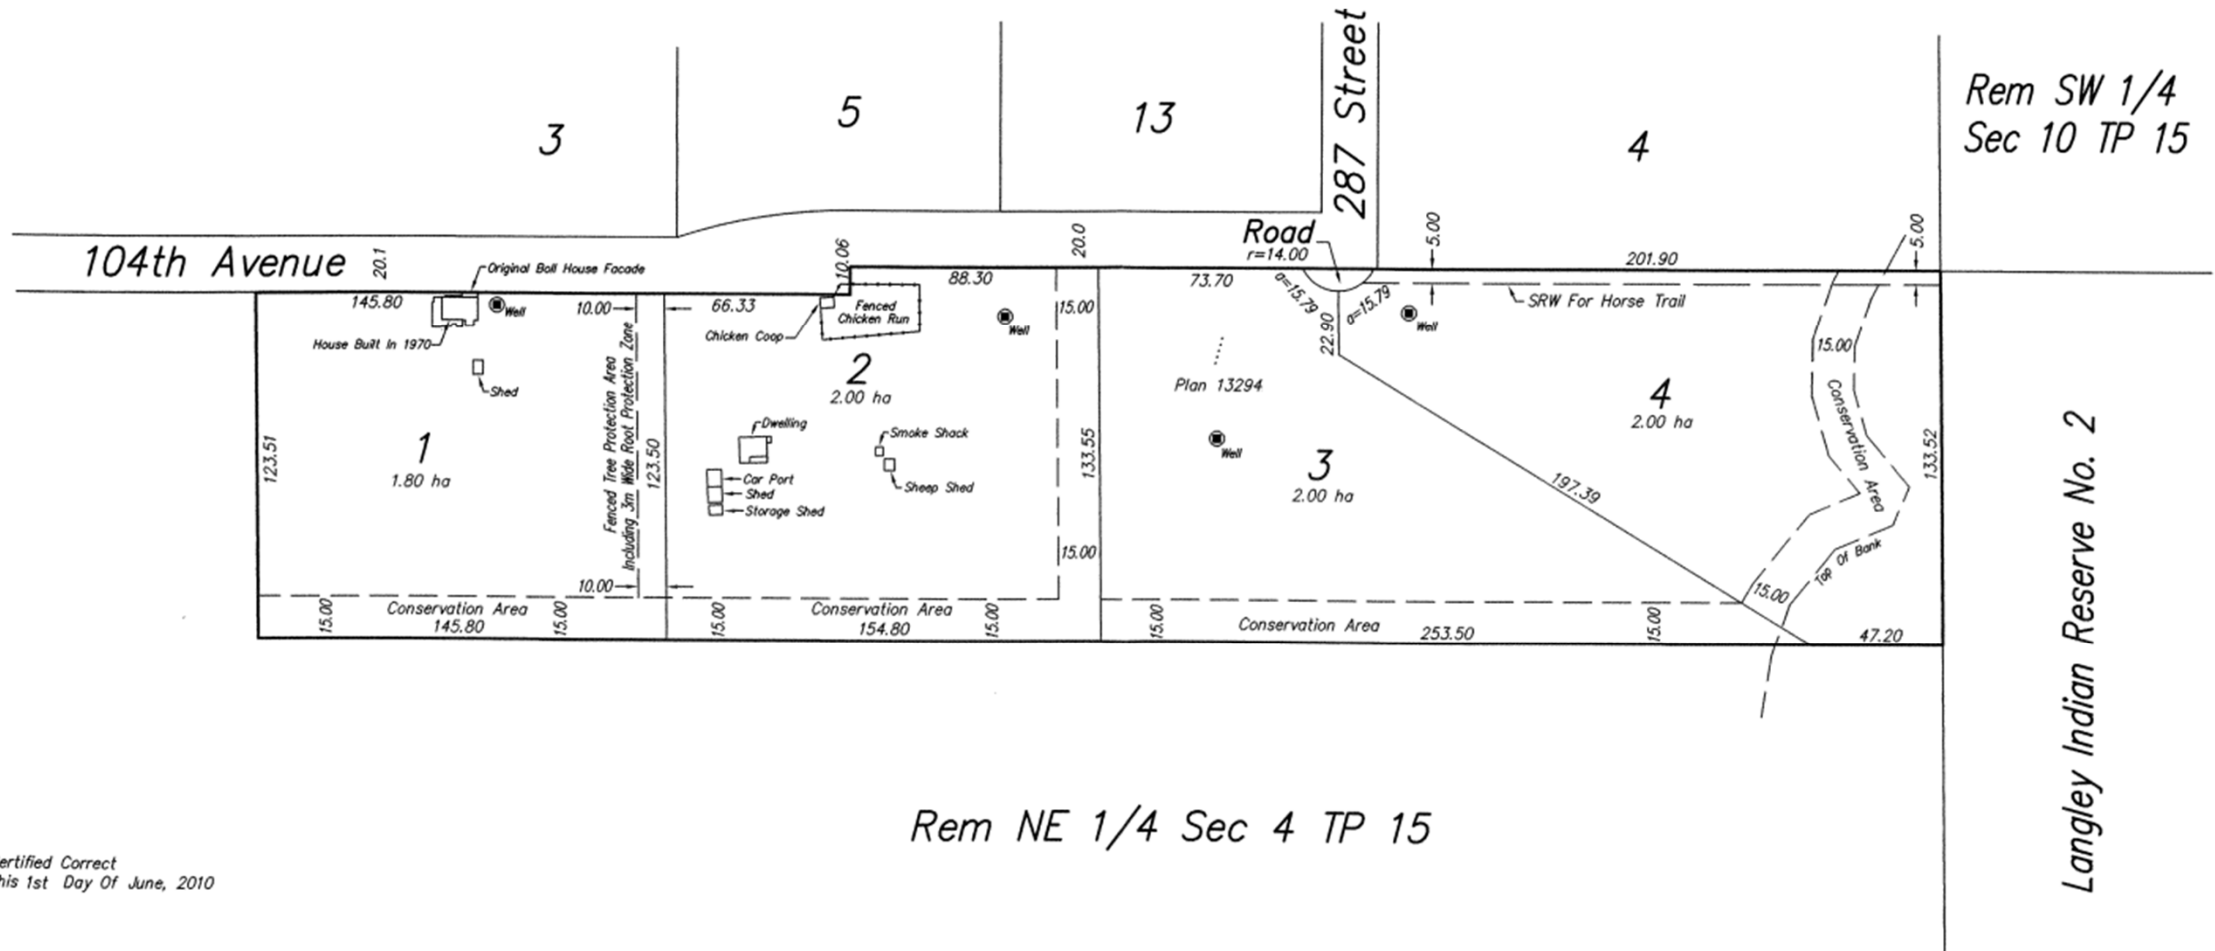 3
5
13
287 Street
4
Rem SW 1/4
Sec 10 TP 15
104th Avenue
20.1
Original Ball House Facade
10.06
20.0
Road
r=14.00
5.00
201.90
5.00
145.80
10.00
66.33
88.30
15.00
73.70
a=15.79
a=15.79
SRW For Horse Trail
Well
House Built In 1970
Chicken Coop
Fenced
Chicken Run
Well
22.90
Well
15.00
Shed
Fenced Tree Protection Area
Including 3m Wide Root Protection Zone
2
2.00 ha
Plan 13294
4
2.00 ha
Conservation Area
123.51
1
1.80 ha
123.50
Dwelling
Car Port
Shed
Storage Shed
Smoke Shack
Sheep Shed
133.55
Well
3
2.00 ha
197.39
133.52
Langley Indian Reserve No. 2
15.00
Top Of Bank
10.00
15.00
15.00
Conservation Area
145.80
15.00
15.00
Conservation Area
154.80
15.00
15.00
Conservation Area
253.50
15.00
47.20
Rem NE 1/4 Sec 4 TP 15
ertified Correct
his 1st Day Of June, 2010